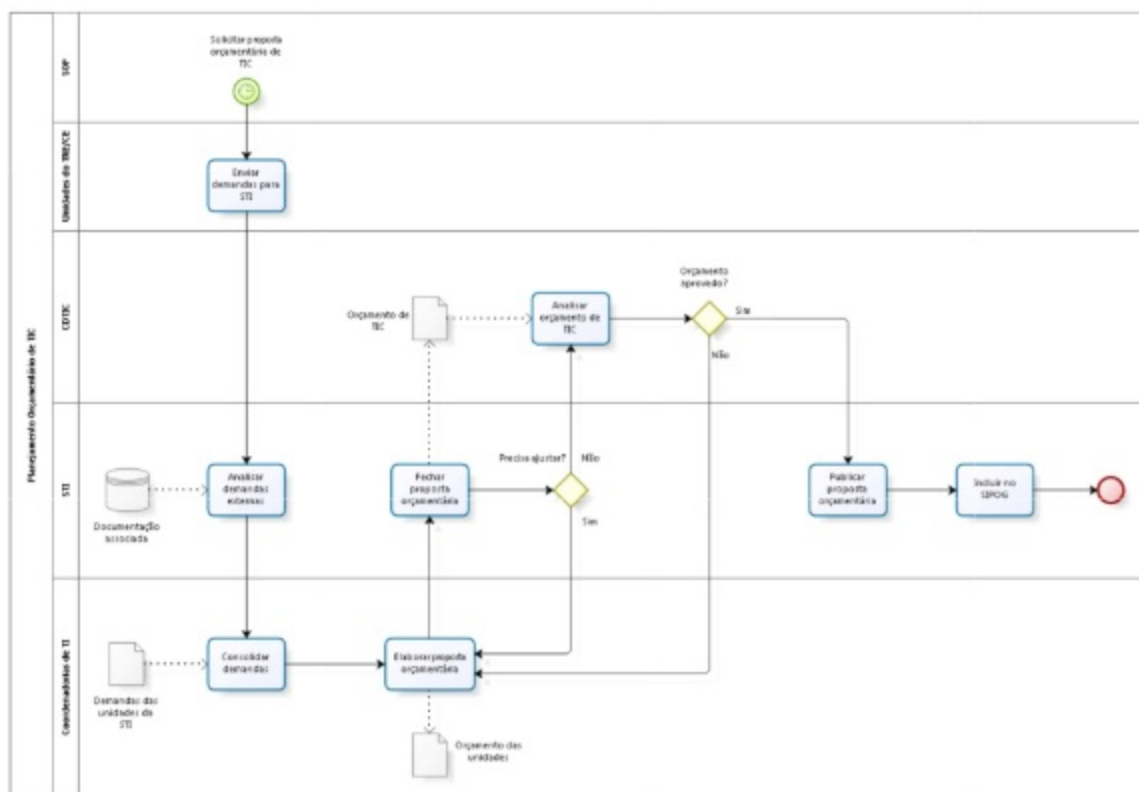 Planejamento Orçamentário de TIC
Solicitar proposta
orçamentária de
TIC
Unidades do TRE/CE
Enviar
demandas para
STI
Orçamento
aprovado?
Sim
Não
Orçamento de
TIC
Analisar
orçamento de
TIC
STI
Documentação
associada
Analisar
demandas
externas
Fechar
proposta
orçamentária
Precisa ajustar?
Não
Sim
Publicar
proposta
orçamentária
Incluir no
Coordenadorias de TI
Demandas das
unidades da
STI
Consolidar
demandas
Elaborar proposta
orçamentária
Orçamento das
unidades